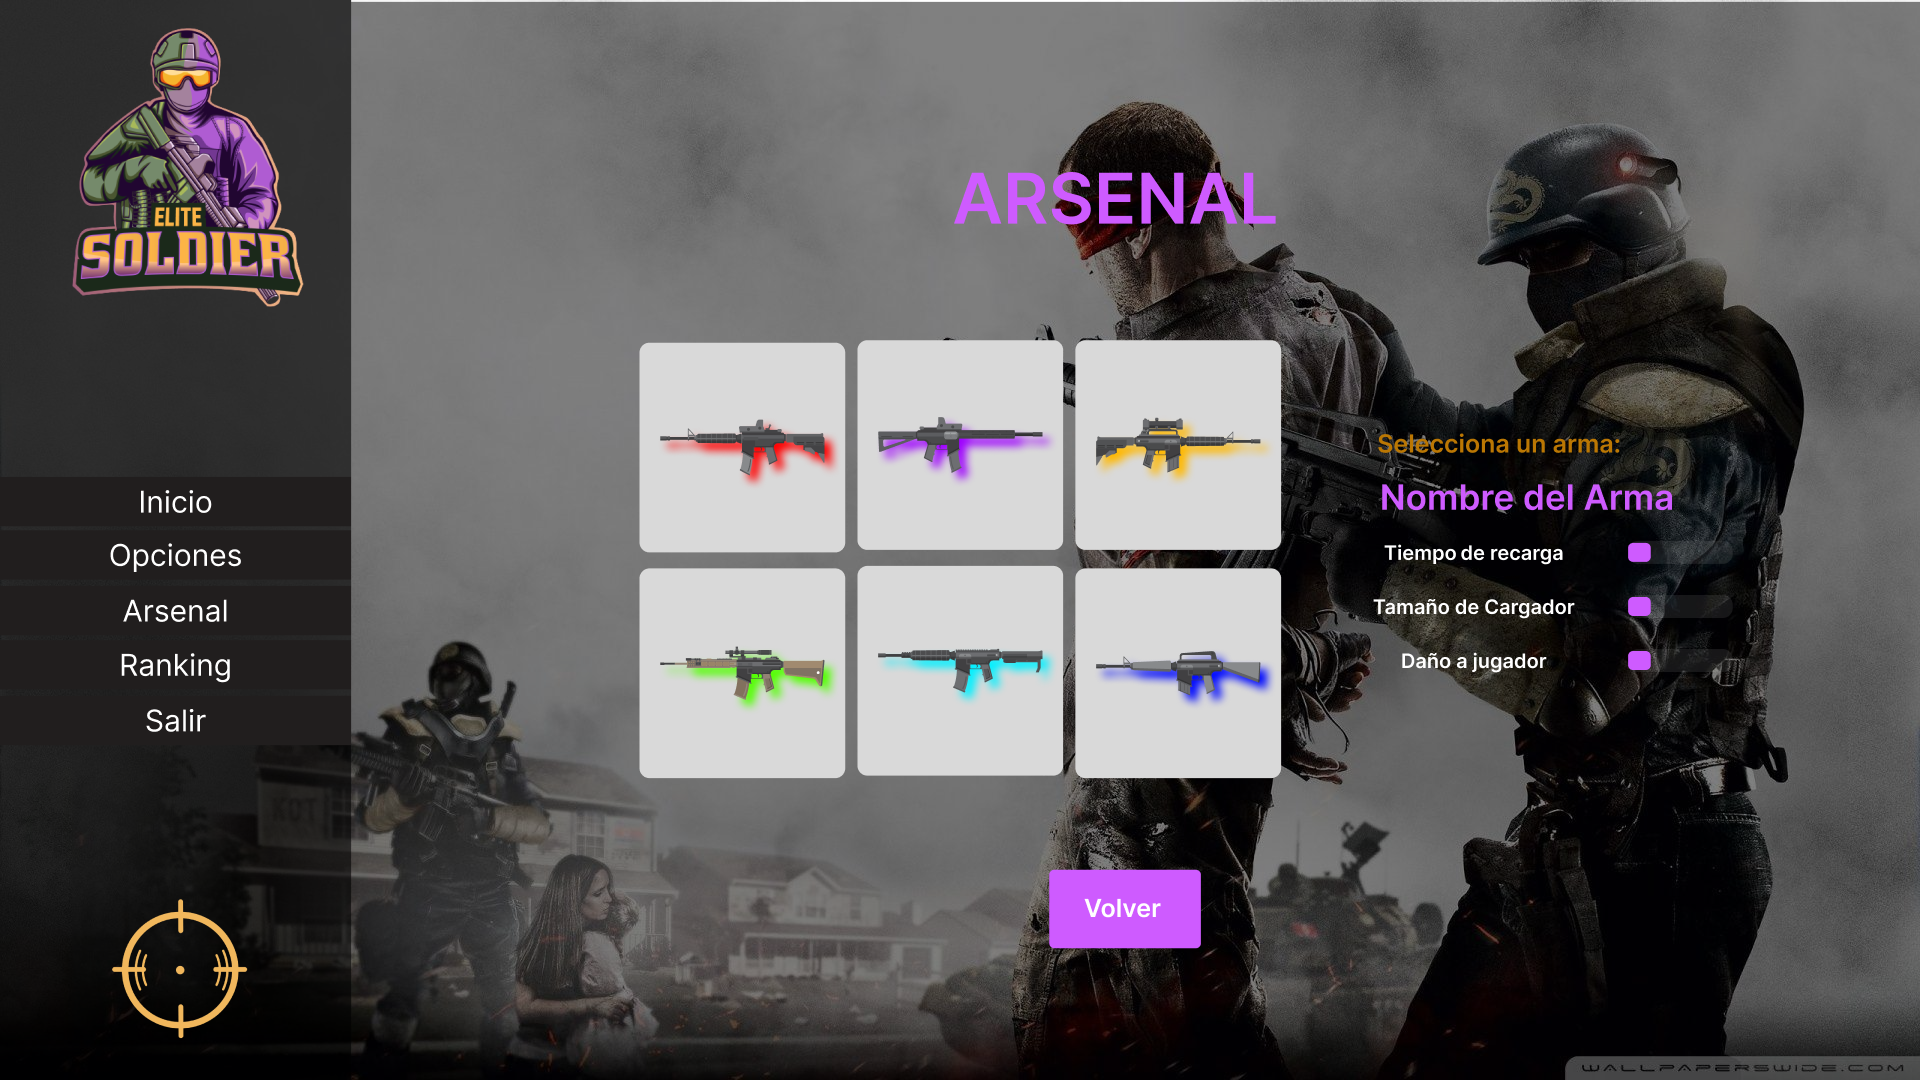 ELITE
SOLDIER
Inicio
Opciones
Arsenal
Ranking
Salir
ARSENAL
Selecciona un arma:
Nombre del Arma
Tiempo de recarga
Tamaño de Cargador
Daño a jugador
Volver
WALLPAPERSWIDE.COM